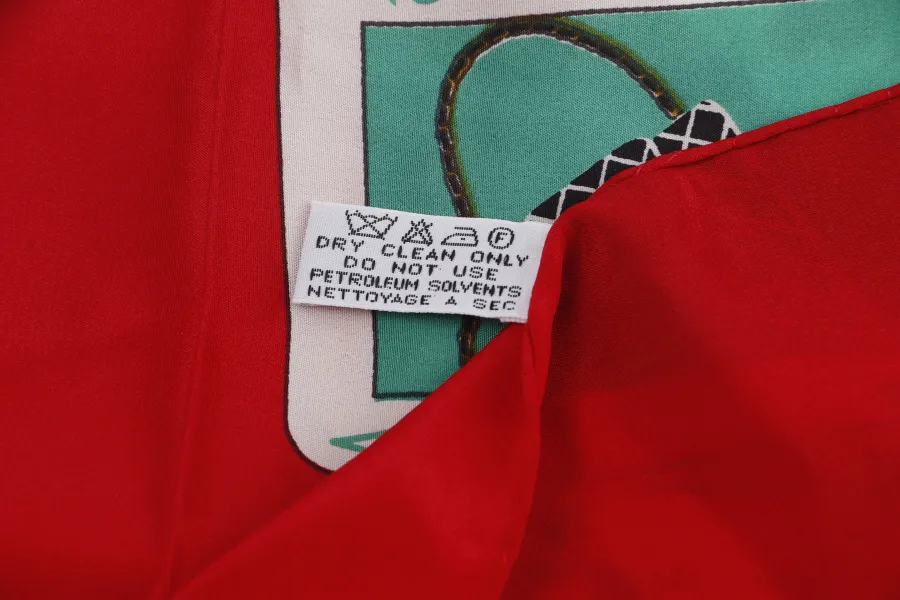 F
DRY CLEAN ONLY
DO NOT USE
PETROLEUM SOLVENTS
NETTOYAGE A SEC